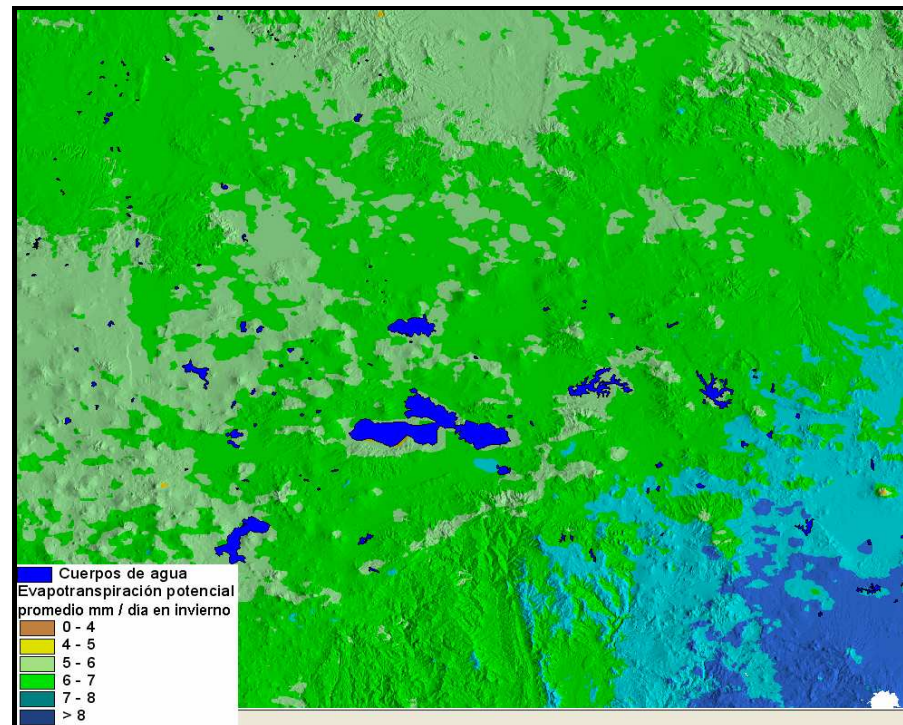 Cuerpos de agua
Evapotranspiración potencial
promedio mm / dia en invierno
0 - 4
4 - 5
5 - 6
6 - 7
7 - 8
> 8